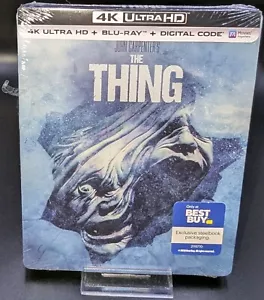 4K ULTRA HD
4K ULTRA HD + BLU-RAY + DIGITAL CODE
JOHN CARPENTER'S
THE
THING
Only at
BEST
BUY
Exclusive steelbook
packaging.